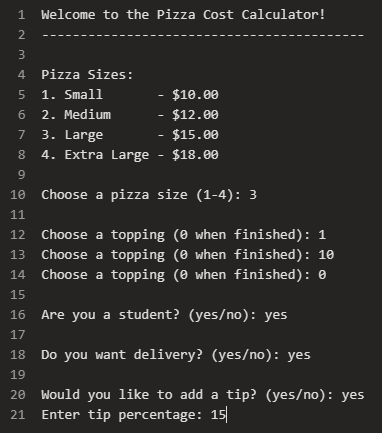 1 Welcome to the Pizza Cost Calculator!
2 ------------------------------------------
3
4 Pizza Sizes:
5 1. Small       - $10.00
6 2. Medium      - $12.00
7 3. Large       - $15.00
8 4. Extra Large - $18.00
9
10 Choose a pizza size (1-4): 3
11
12 Choose a topping (0 when finished): 1
13 Choose a topping (0 when finished): 10
14 Choose a topping (0 when finished): 0
15
16 Are you a student? (yes/no): yes
17
18 Do you want delivery? (yes/no): yes
19
20 Would you like to add a tip? (yes/no): yes
21 Enter tip percentage: 15